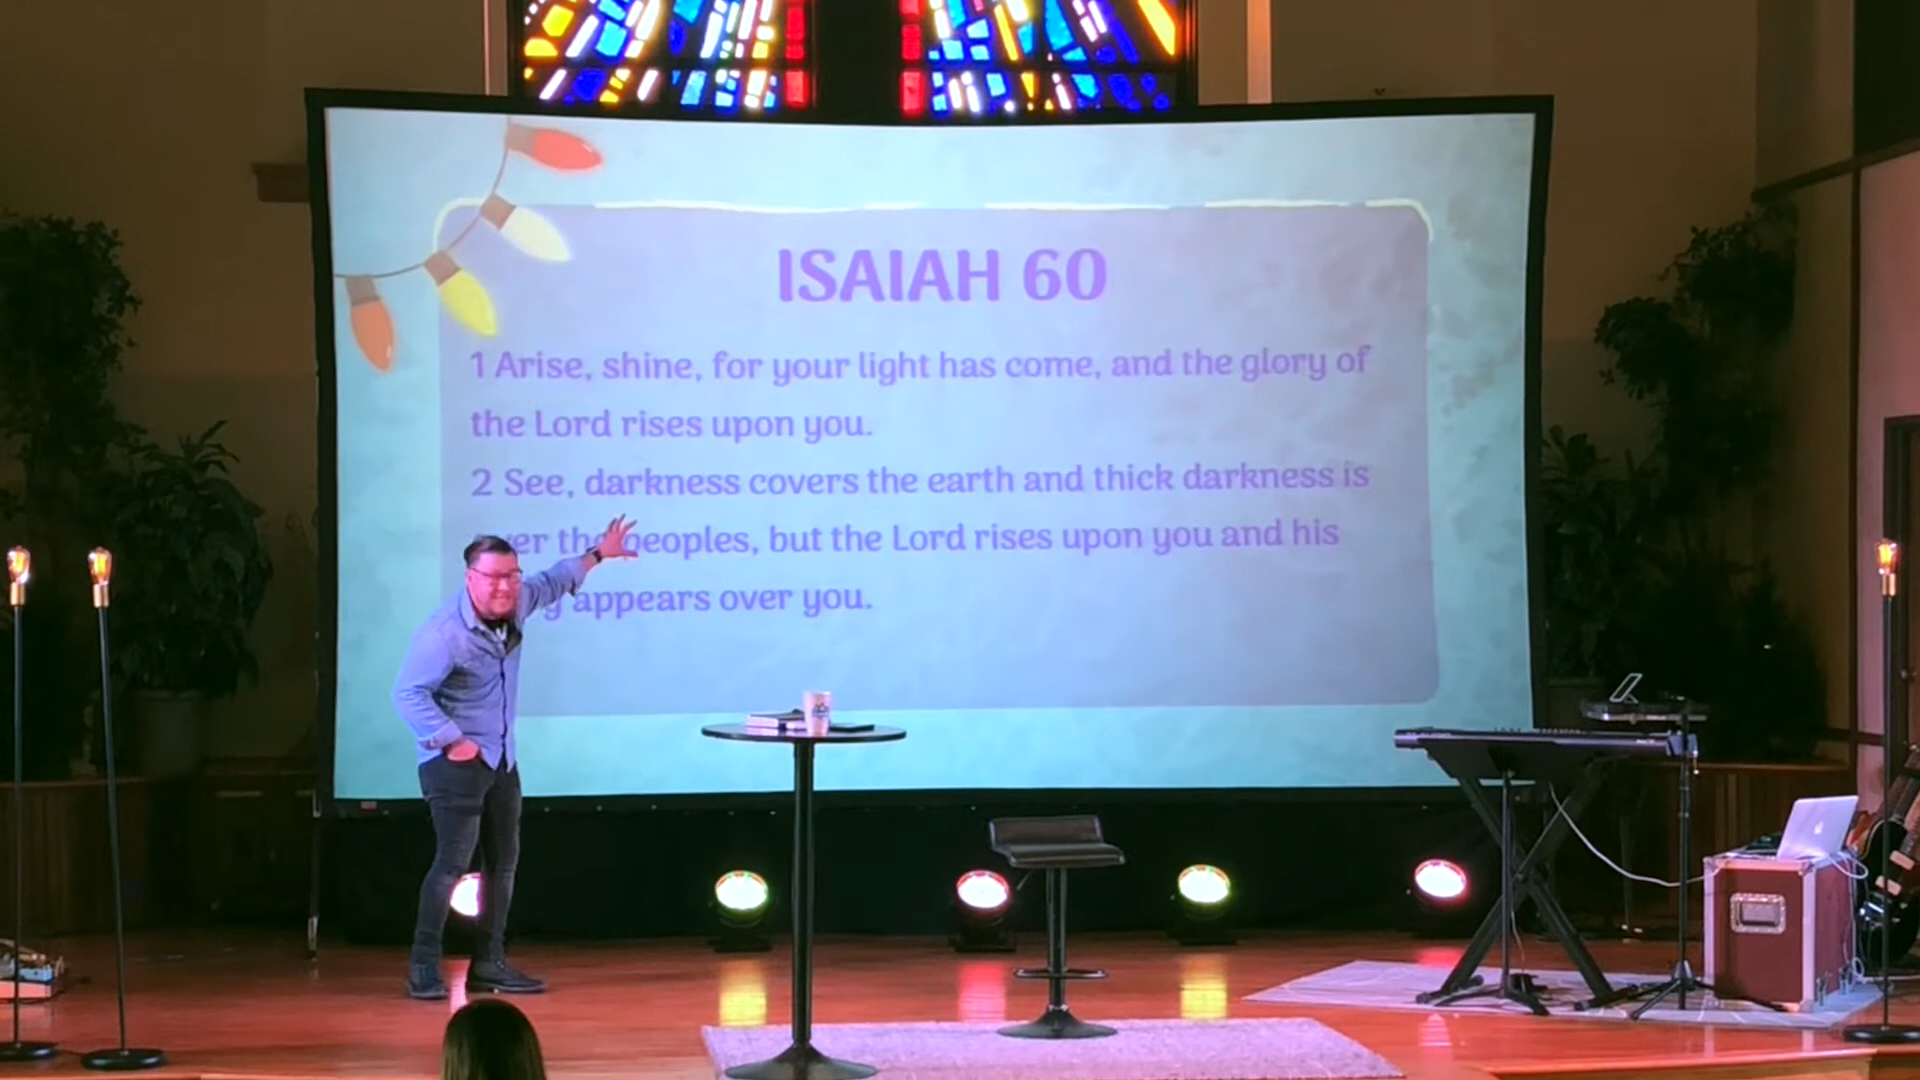 ISAIAH 60
1 Arise, shine, for your light has come, and the glory of
the Lord rises upon you.
2 See, darkness covers the earth and thick darkness is
the peoples, but the Lord rises upon you and his
appears over you.